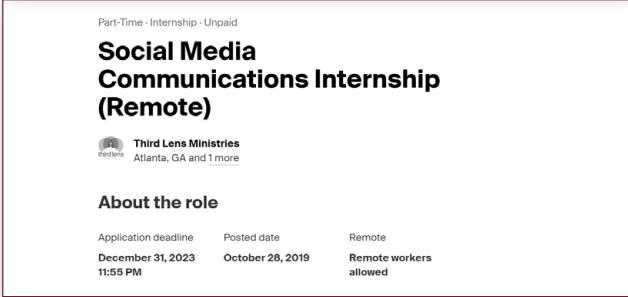 Part-Time · Internship · Unpaid
Social Media
Communications Internship
(Remote)
third lens
Third Lens Ministries
Atlanta, GA and 1 more
About the role
Application deadline Posted date Remote
December 31, 2023 October 28, 2019 Remote workers
11:55 PM allowed